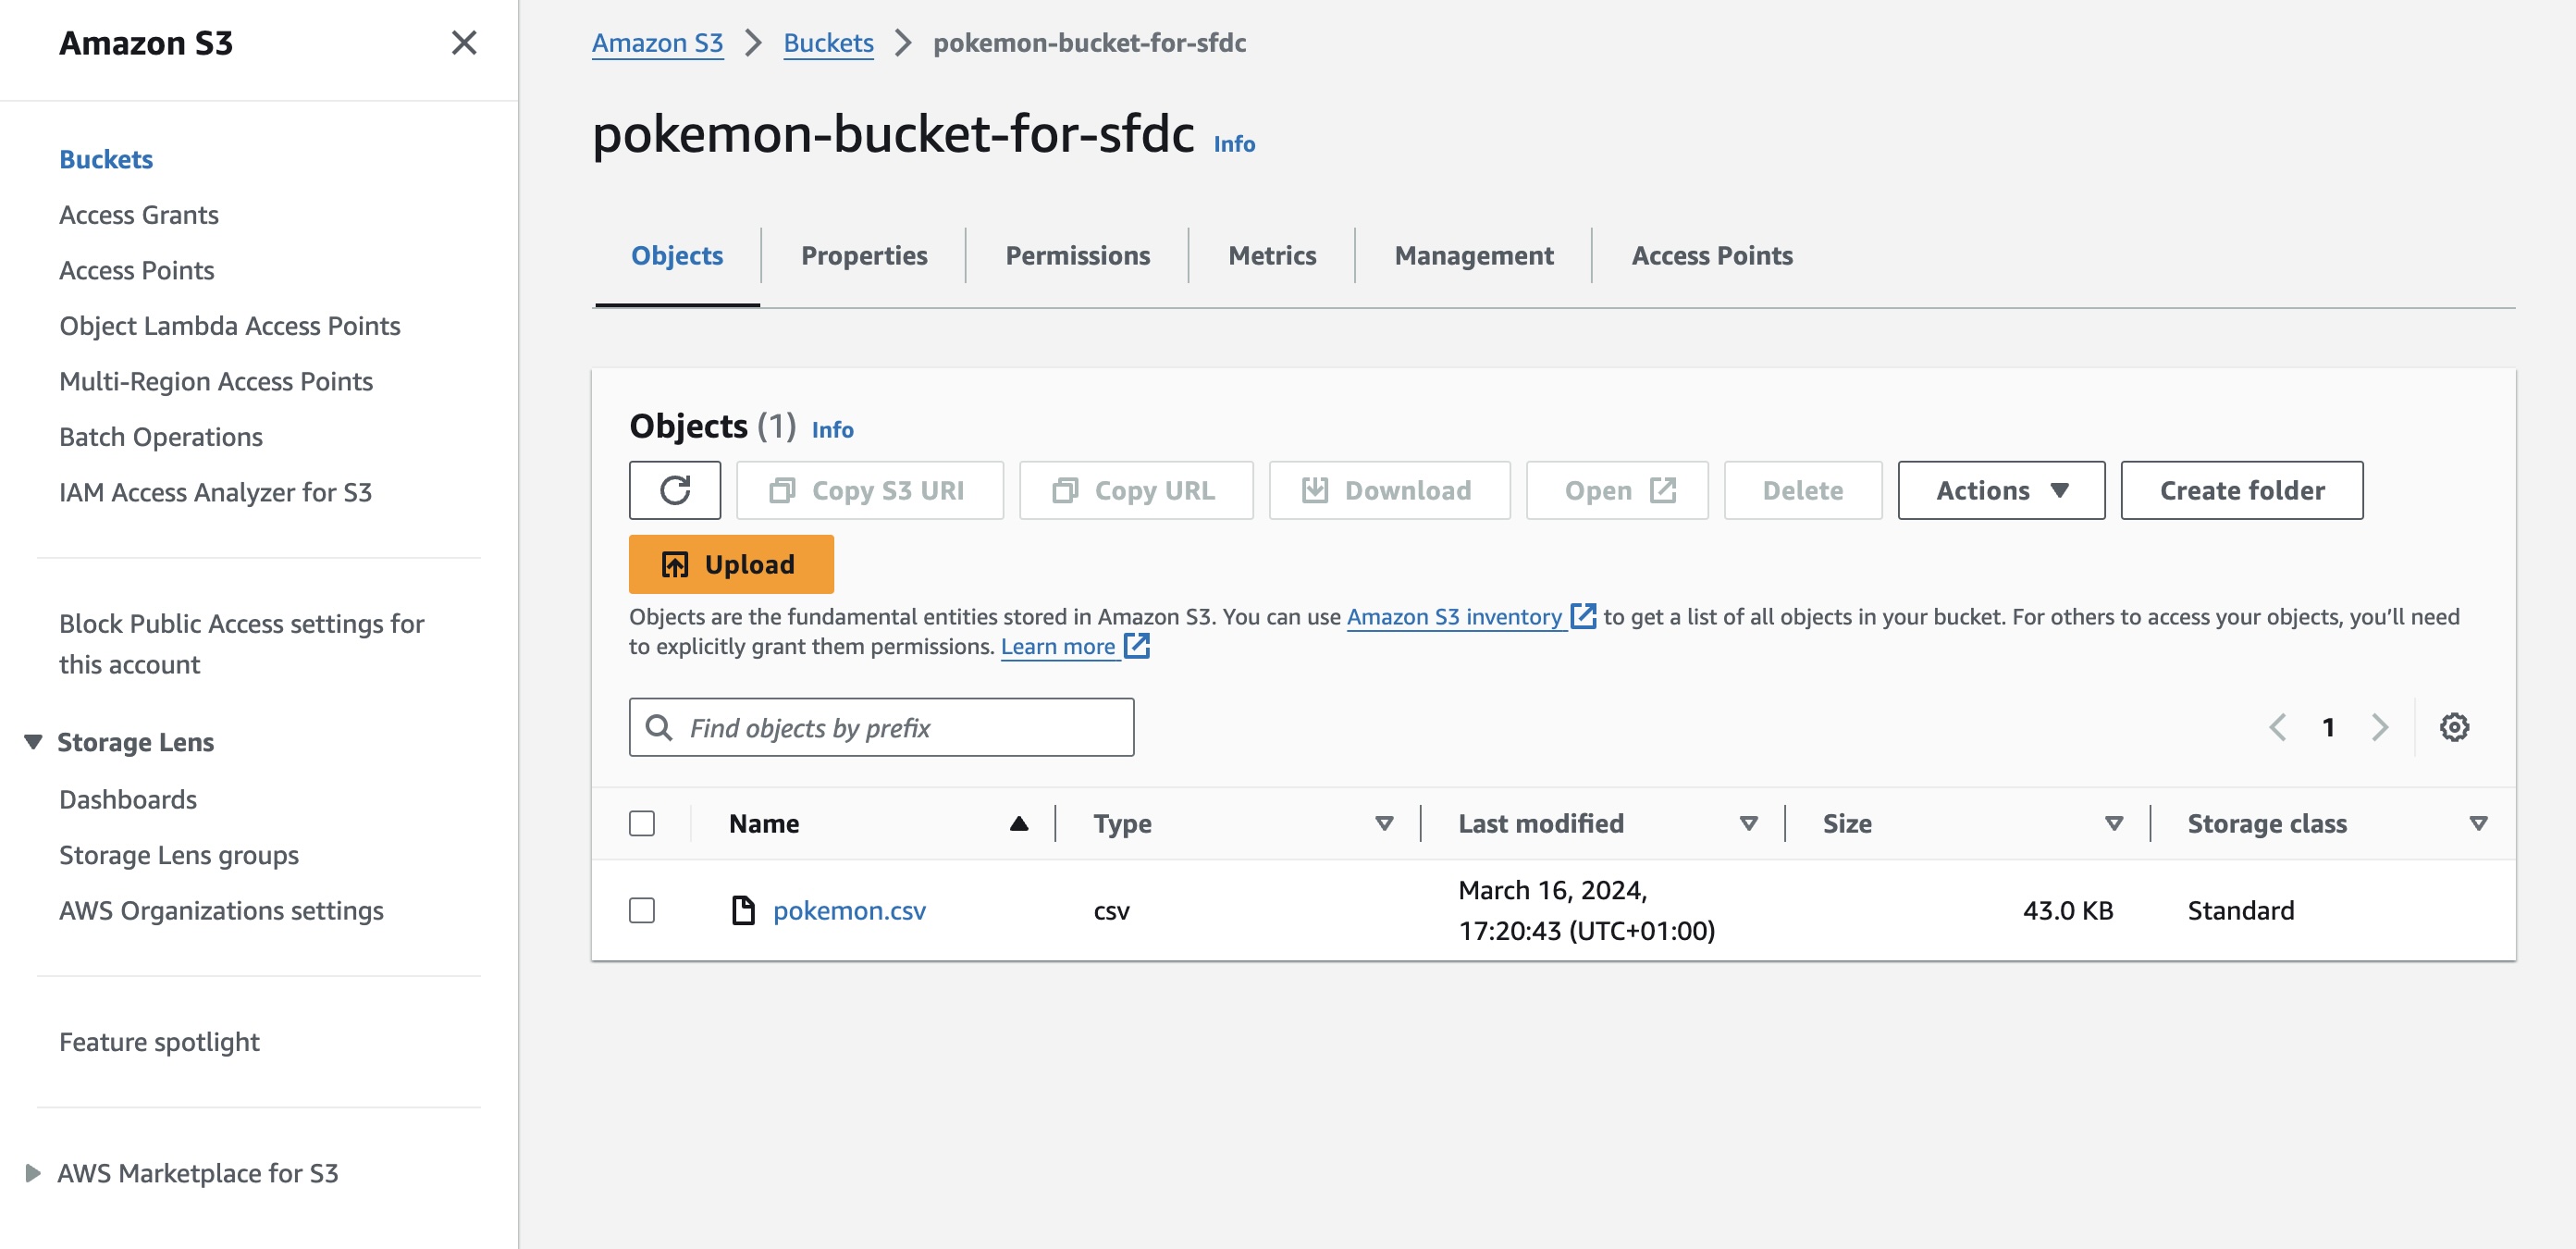 Amazon S3
Buckets
Access Grants
Access Points
Object Lambda Access Points
Multi-Region Access Points
Batch Operations
IAM Access Analyzer for S3
Block Public Access settings for
this account
Storage Lens
Dashboards
Storage Lens groups
AWS Organizations settings
Feature spotlight
AWS Marketplace for S3
Amazon S3 Buckets pokemon-bucket-for-sfdc
pokemon-bucket-for-sfdc Info
Objects Properties Permissions Metrics Management Access Points
Objects (1) Info
Copy S3 URI Copy URL Download Open Delete Actions Create folder
Upload
Objects are the fundamental entities stored in Amazon S3. You can use Amazon S3 inventory to get a list of all objects in your bucket. For others to access your objects, you’ll need
to explicitly grant them permissions. Learn more
Find objects by prefix 1
Name Type Last modified Size Storage class
pokemon.csv csv March 16, 2024, 43.0 KB Standard
17:20:43 (UTC+01:00)